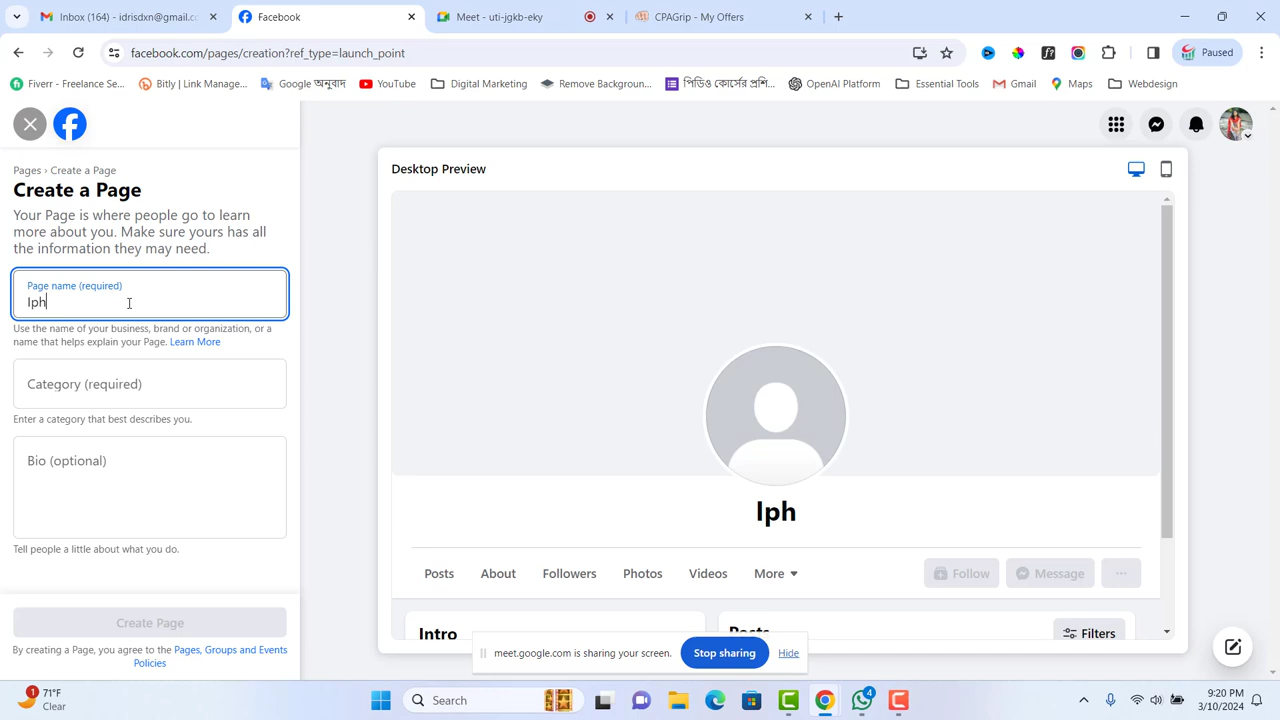 Inbox (164) - idrisdxn@gmail.c
Facebook
Meet - uti-jgkb-eky
CPAGrip - My Offers
facebook.com/pages/creation?ref_type=launch_point
Paused
Fiverr - Freelance Se...
Bitly | Link Manage...
Google অনুবাদ
YouTube
Digital Marketing
Remove Background...
পিডিও কোর্সের প্রশি...
OpenAI Platform
Essential Tools
Gmail
Maps
Webdesign
Pages › Create a Page
Create a Page
Your Page is where people go to learn
more about you. Make sure yours has all
the information they may need.
Page name (required)
Iph
Use the name of your business, brand or organization, or a
name that helps explain your Page. Learn More
Category (required)
Enter a category that best describes you.
Bio (optional)
Tell people a little about what you do.
Create Page
By creating a Page, you agree to the Pages, Groups and Events
Policies
Desktop Preview
Iph
Posts
About
Followers
Photos
Videos
More
Follow
Message
Intro
Posts
Filters
meet.google.com is sharing your screen.
Stop sharing
Hide
1
71°F
Clear
Search
4
9:20 PM
3/10/2024